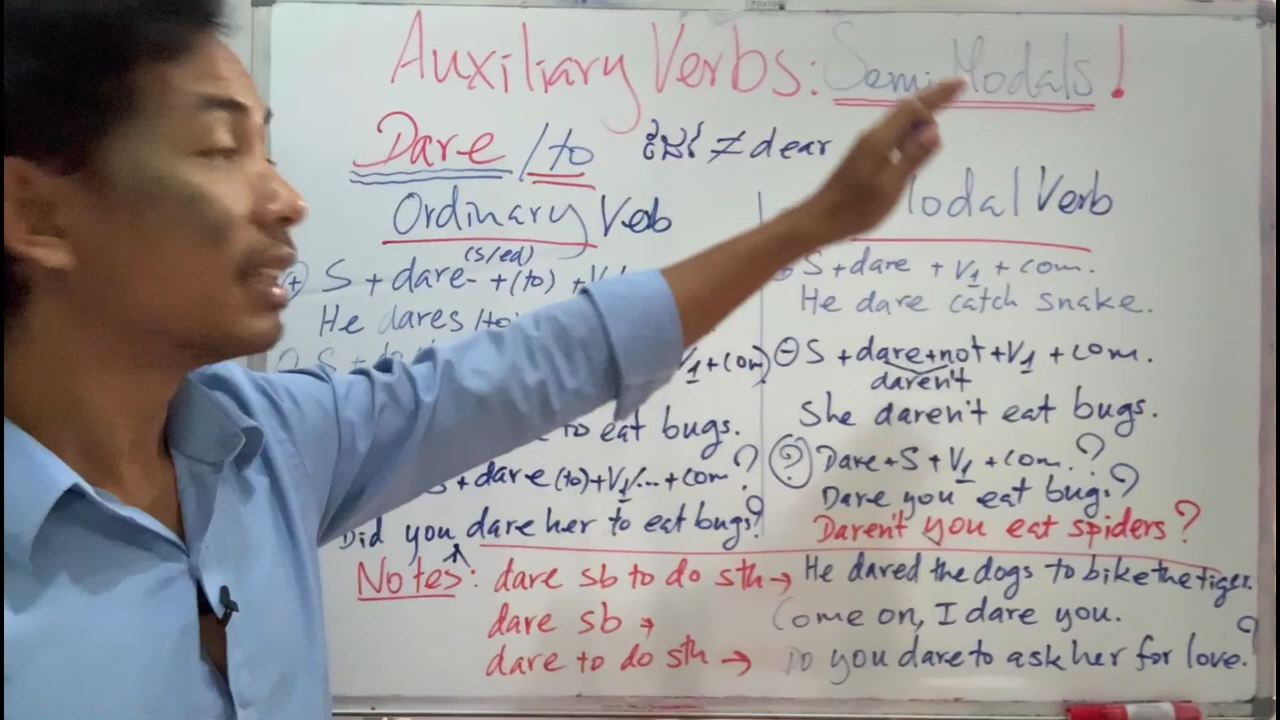 Auxiliary Verbs: Semi-Modals!
Dare /to ≠ dear
Ordinary Verb
Modal Verb
(s/ed)
(+) S + dare- +(to) +
He dares /to
S +
V1+com)
to eat bugs.
S + dare (to)+V1/...+com?
Did you dare her to eat bugs?
S + dare + V1 + com.
He dare catch snake.
(-) S + dare+not+V1 + com.
daren't
She daren't eat bugs.
(?) Dare+S + V1 + com.?
Dare you eat bug?
Daren't you eat spiders?
Notes: dare sb to do sth → He dared the dogs to bike the tiger.
dare sb → Come on, I dare you.
dare to do sth → Do you dare to ask her for love.?